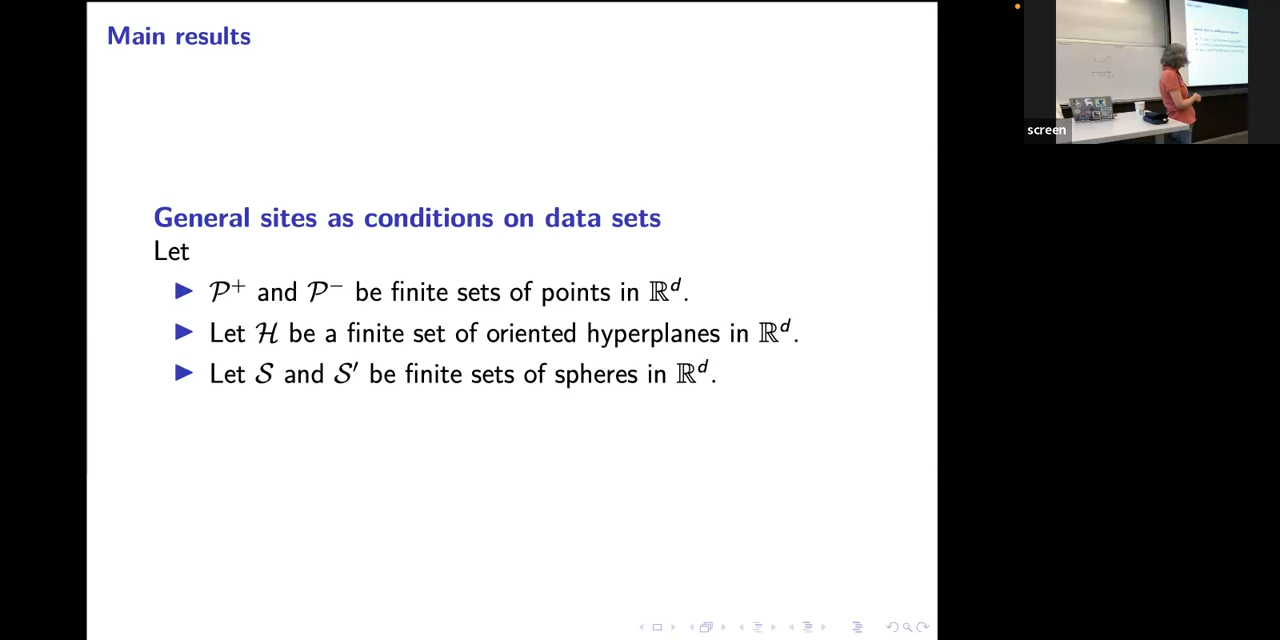 Main results
General sites as conditions on data sets
Let
▶ 𝒫⁺ and 𝒫⁻ be finite sets of points in ℝᵈ.
▶ Let ℋ be a finite set of oriented hyperplanes in ℝᵈ.
▶ Let 𝒮 and 𝒮′ be finite sets of spheres in ℝᵈ.
screen